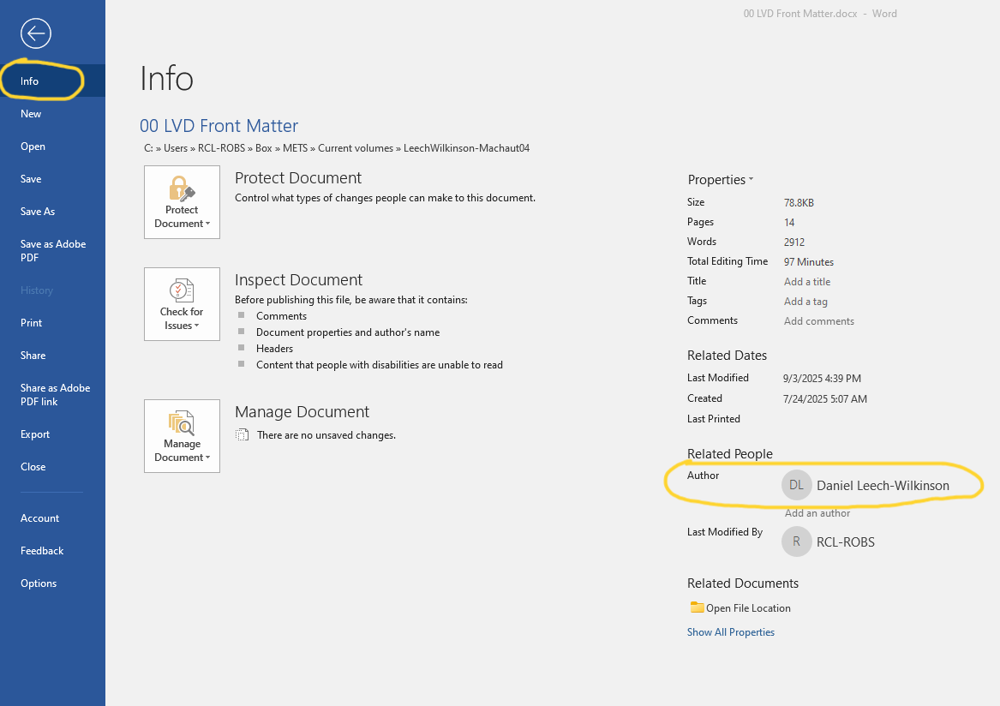 00 LVD Front Matter.docx - Word
Info
New
Open
Save
Save As
Save as Adobe
PDF
History
Print
Share
Share as Adobe
PDF link
Export
Close
Account
Feedback
Options
Info
00 LVD Front Matter
C: » Users » RCL-ROBS » Box » METS » Current volumes » LeechWilkinson-Machaut04
Protect
Document
Protect Document
Control what types of changes people can make to this document.
Check for
Issues
Inspect Document
Before publishing this file, be aware that it contains:
Comments
Document properties and author's name
Headers
Content that people with disabilities are unable to read
Manage
Document
Manage Document
There are no unsaved changes.
Properties
Size 78.8KB
Pages 14
Words 2912
Total Editing Time 97 Minutes
Title Add a title
Tags Add a tag
Comments Add comments
Related Dates
Last Modified 9/3/2025 4:39 PM
Created 7/24/2025 5:07 AM
Last Printed
Related People
Author
DL Daniel Leech-Wilkinson
Add an author
Last Modified By
R RCL-ROBS
Related Documents
Open File Location
Show All Properties